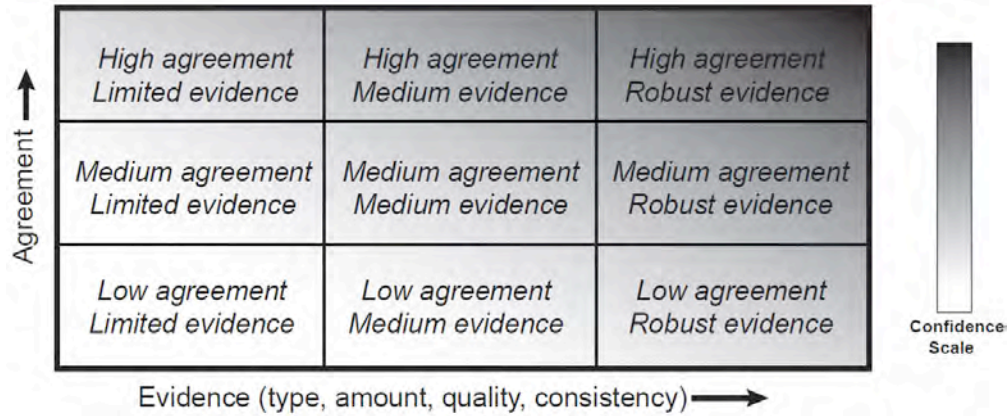 High agreement
Limited evidence
High agreement
Medium evidence
High agreement
Robust evidence
Medium agreement
Limited evidence
Medium agreement
Medium evidence
Medium agreement
Robust evidence
Low agreement
Limited evidence
Low agreement
Medium evidence
Low agreement
Robust evidence
Agreement
Evidence (type, amount, quality, consistency)
Confidence
Scale